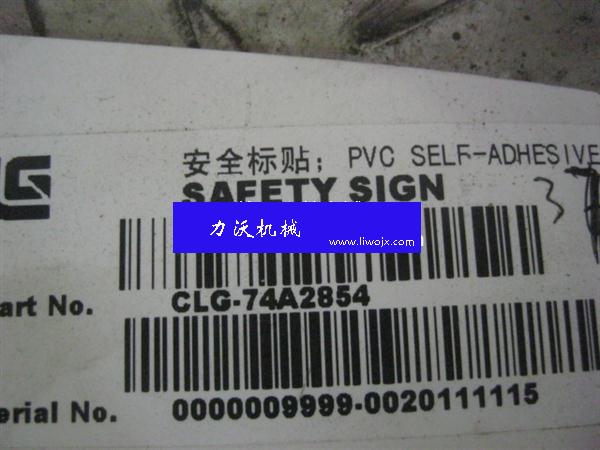 安全标贴; PVC SELF-ADHESIVE
SAFETY SIGN
3
力沃机械
www.liwojx.com
art No. CLG-74A2854
erial No. 0000009999-0020111115